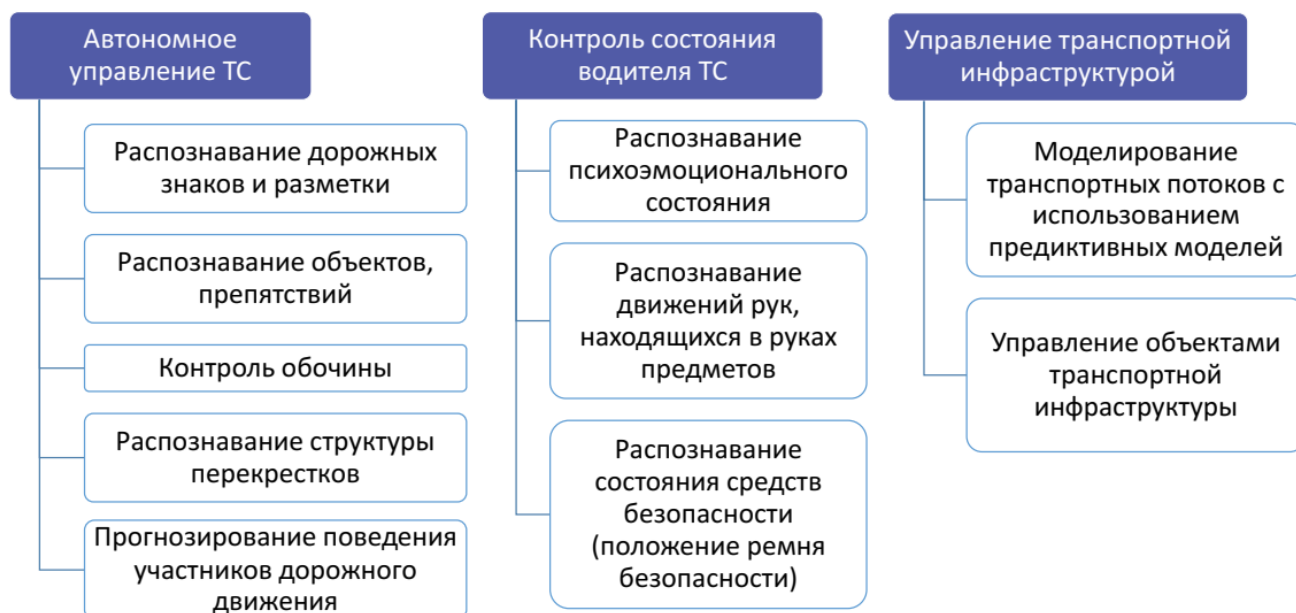 Автономное
управление ТС
Распознавание дорожных
знаков и разметки
Распознавание объектов,
препятствий
Контроль обочины
Распознавание структуры
перекрестков
Прогнозирование поведения
участников дорожного
движения
Контроль состояния
водителя ТС
Распознавание
психоэмоционального
состояния
Распознавание
движений рук,
находящихся в руках
предметов
Распознавание
состояния средств
безопасности
(положение ремня
безопасности)
Управление транспортной
инфраструктурой
Моделирование
транспортных потоков с
использованием
предиктивных моделей
Управление объектами
транспортной
инфраструктуры